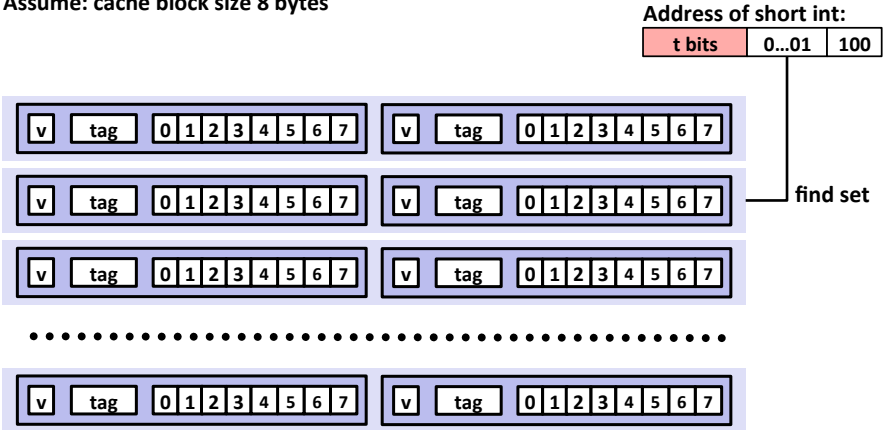 Assume: cache block size 8 bytes
Address of short int:
t bits 0...01 100
v tag 0 1 2 3 4 5 6 7 v tag 0 1 2 3 4 5 6 7
v tag 0 1 2 3 4 5 6 7 v tag 0 1 2 3 4 5 6 7
find set
v tag 0 1 2 3 4 5 6 7 v tag 0 1 2 3 4 5 6 7
v tag 0 1 2 3 4 5 6 7 v tag 0 1 2 3 4 5 6 7